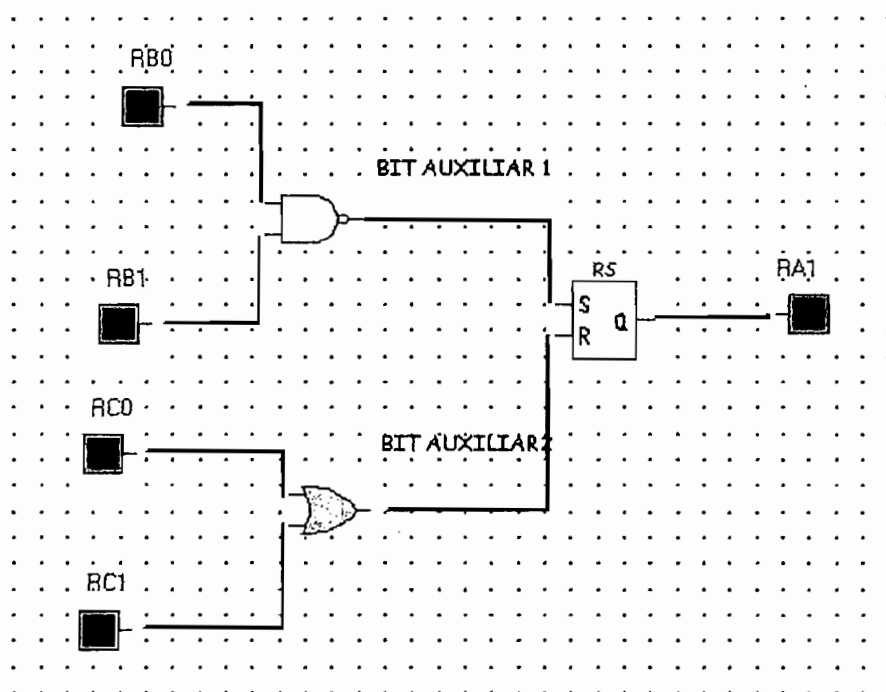 RB0
BIT AUXILIAR 1
RB1
RS
RA1
S
Q
R
RC0
BIT AUXILIAR 2
RC1